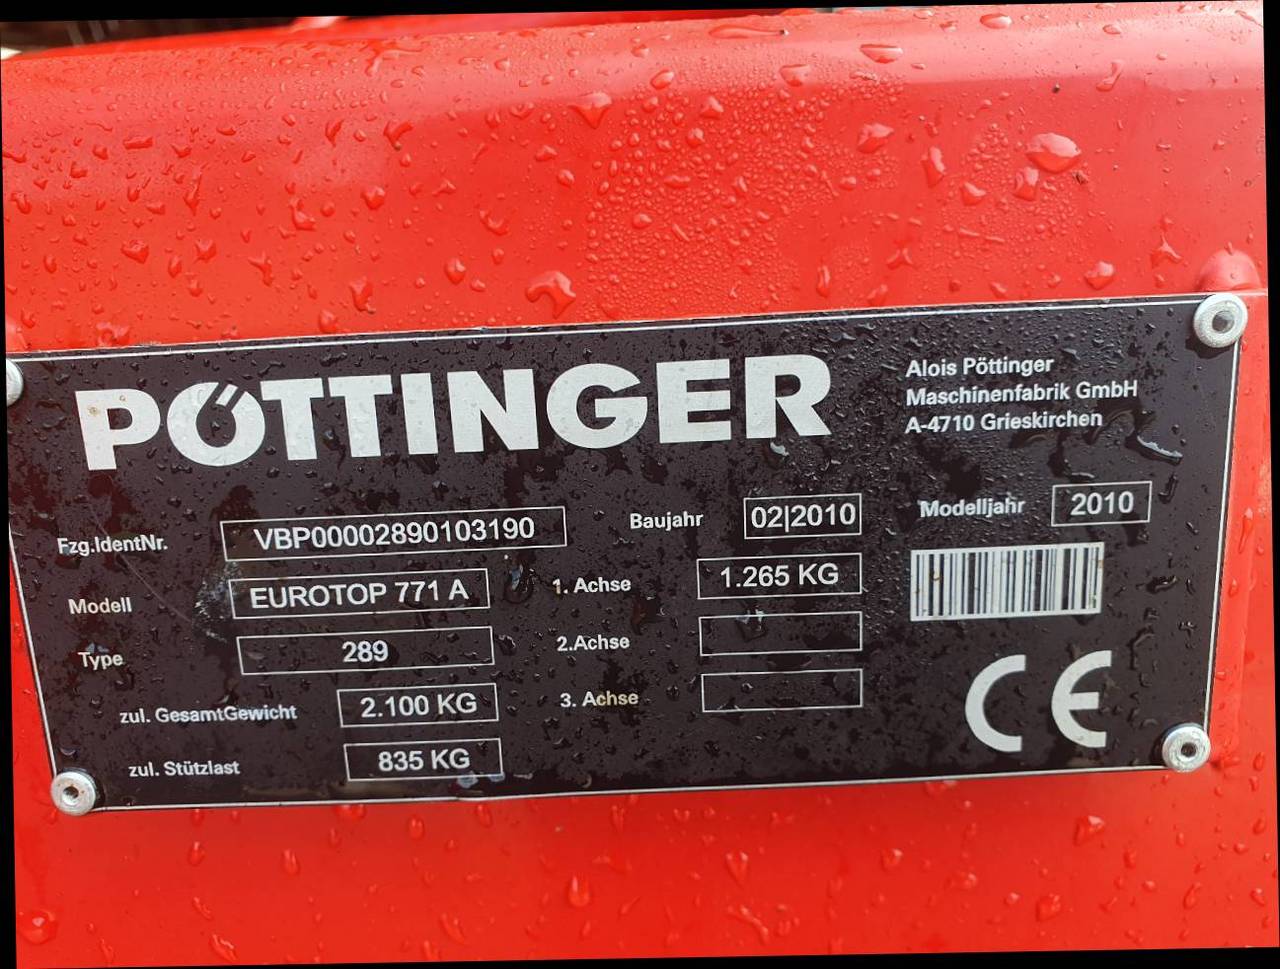 PÖTTINGER
Alois Pöttinger
Maschinenfabrik GmbH
A-4710 Grieskirchen
Fzg.IdentNr. VBP00002890103190 Baujahr 02|2010 Modelljahr 2010
Modell EUROTOP 771 A 1. Achse 1.265 KG
Type 289 2.Achse
zul. GesamtGewicht 2.100 KG 3. Achse
zul. Stützlast 835 KG
CE